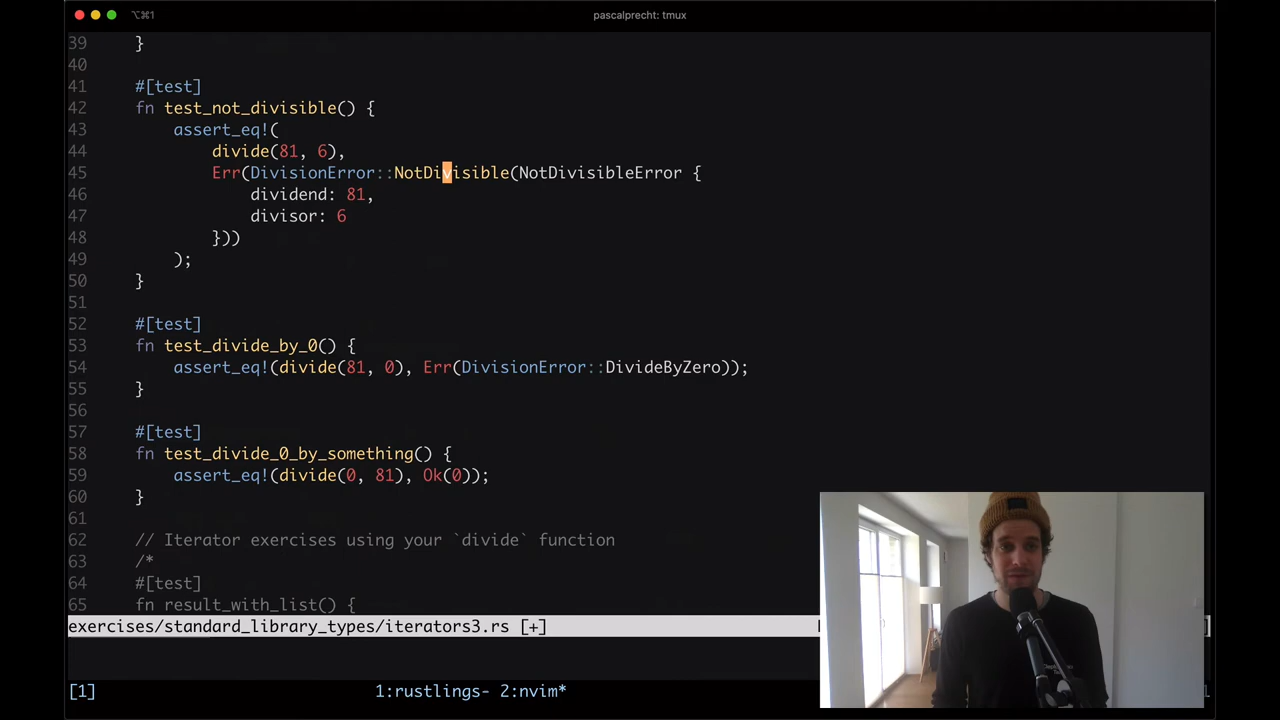 ⌥⌘1
pascalprecht: tmux
39 }
40
41 #[test]
42 fn test_not_divisible() {
43 assert_eq!(
44 divide(81, 6),
45 Err(DivisionError::NotDivisible(NotDivisibleError {
46 dividend: 81,
47 divisor: 6
48 }))
49 );
50 }
51
52 #[test]
53 fn test_divide_by_0() {
54 assert_eq!(divide(81, 0), Err(DivisionError::DivideByZero));
55 }
56
57 #[test]
58 fn test_divide_0_by_something() {
59 assert_eq!(divide(0, 81), Ok(0));
60 }
61
62 // Iterator exercises using your `divide` function
63 /*
64 #[test]
65 fn result_with_list() {
exercises/standard_library_types/iterators3.rs [+]
[1] 1:rustlings- 2:nvim*